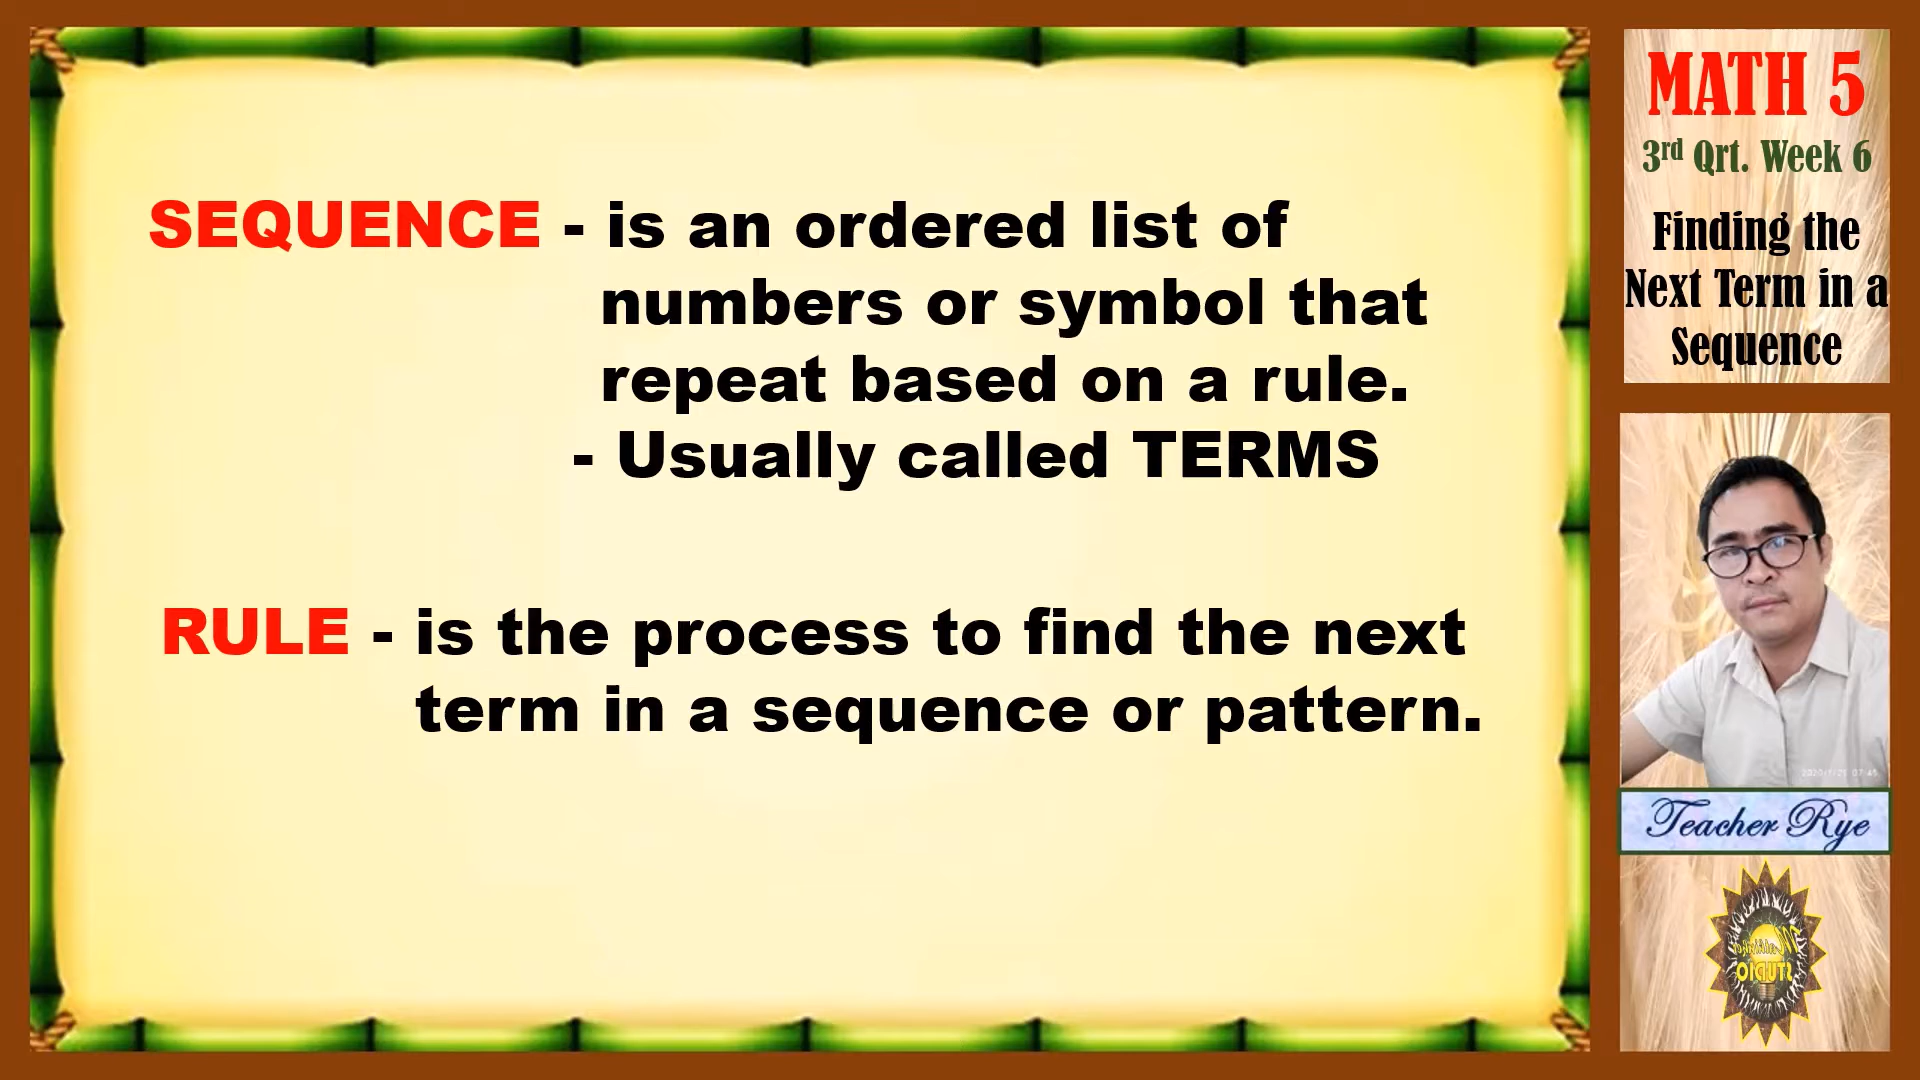 SEQUENCE - is an ordered list of
numbers or symbol that
repeat based on a rule.
- Usually called TERMS
RULE - is the process to find the next
term in a sequence or pattern.
MATH 5
3rd Qrt. Week 6
Finding the
Next Term in a
Sequence
Teacher Rye
STUDIO